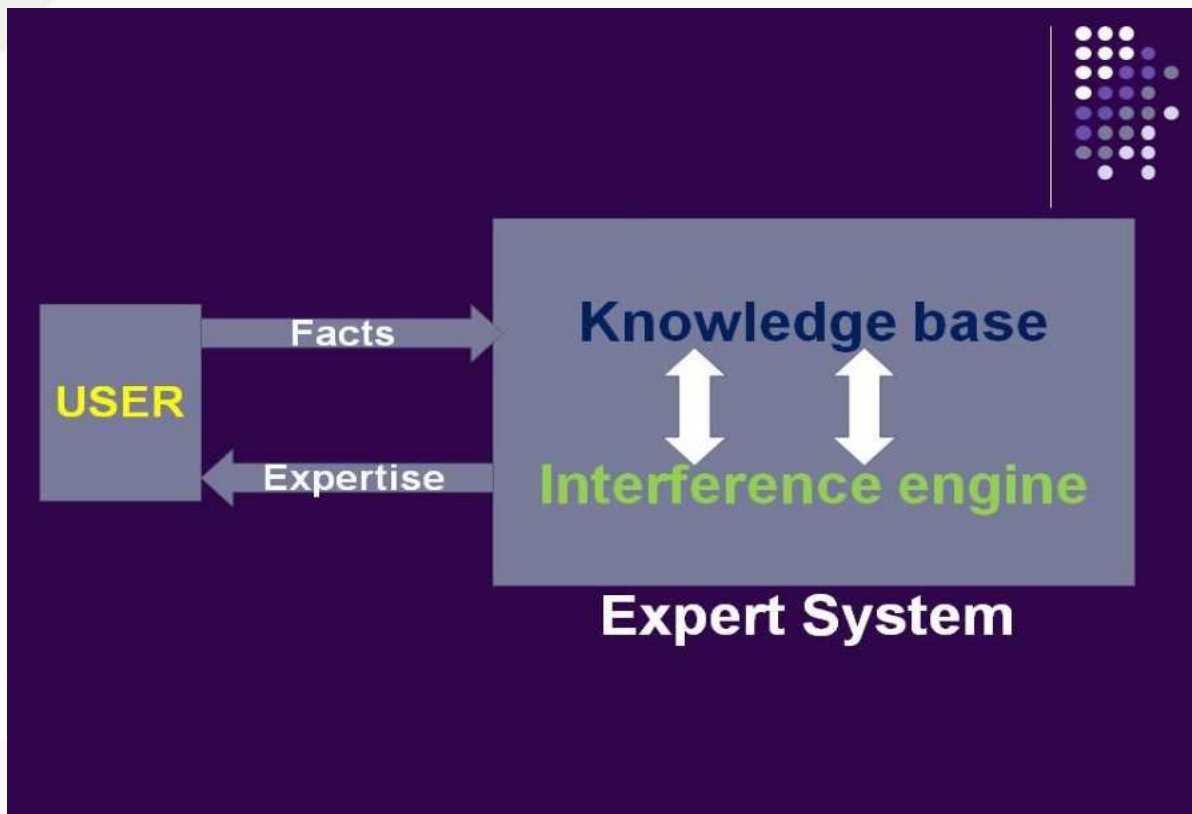 Facts
Knowledge base
USER
Expertise
Interference engine
Expert System